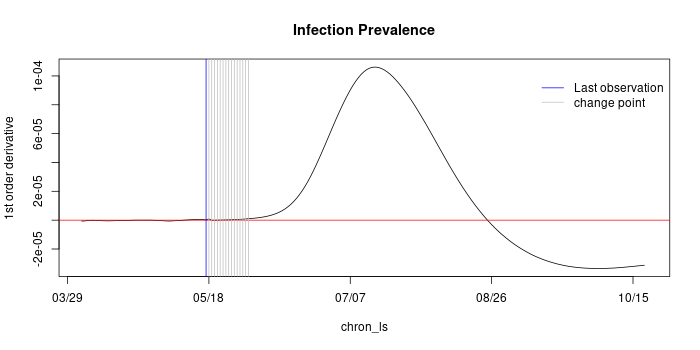 Infection Prevalence
1st order derivative
1e-04
6e-05
2e-05
-2e-05
Last observation
change point
03/29
05/18
07/07
08/26
10/15
chron_ls